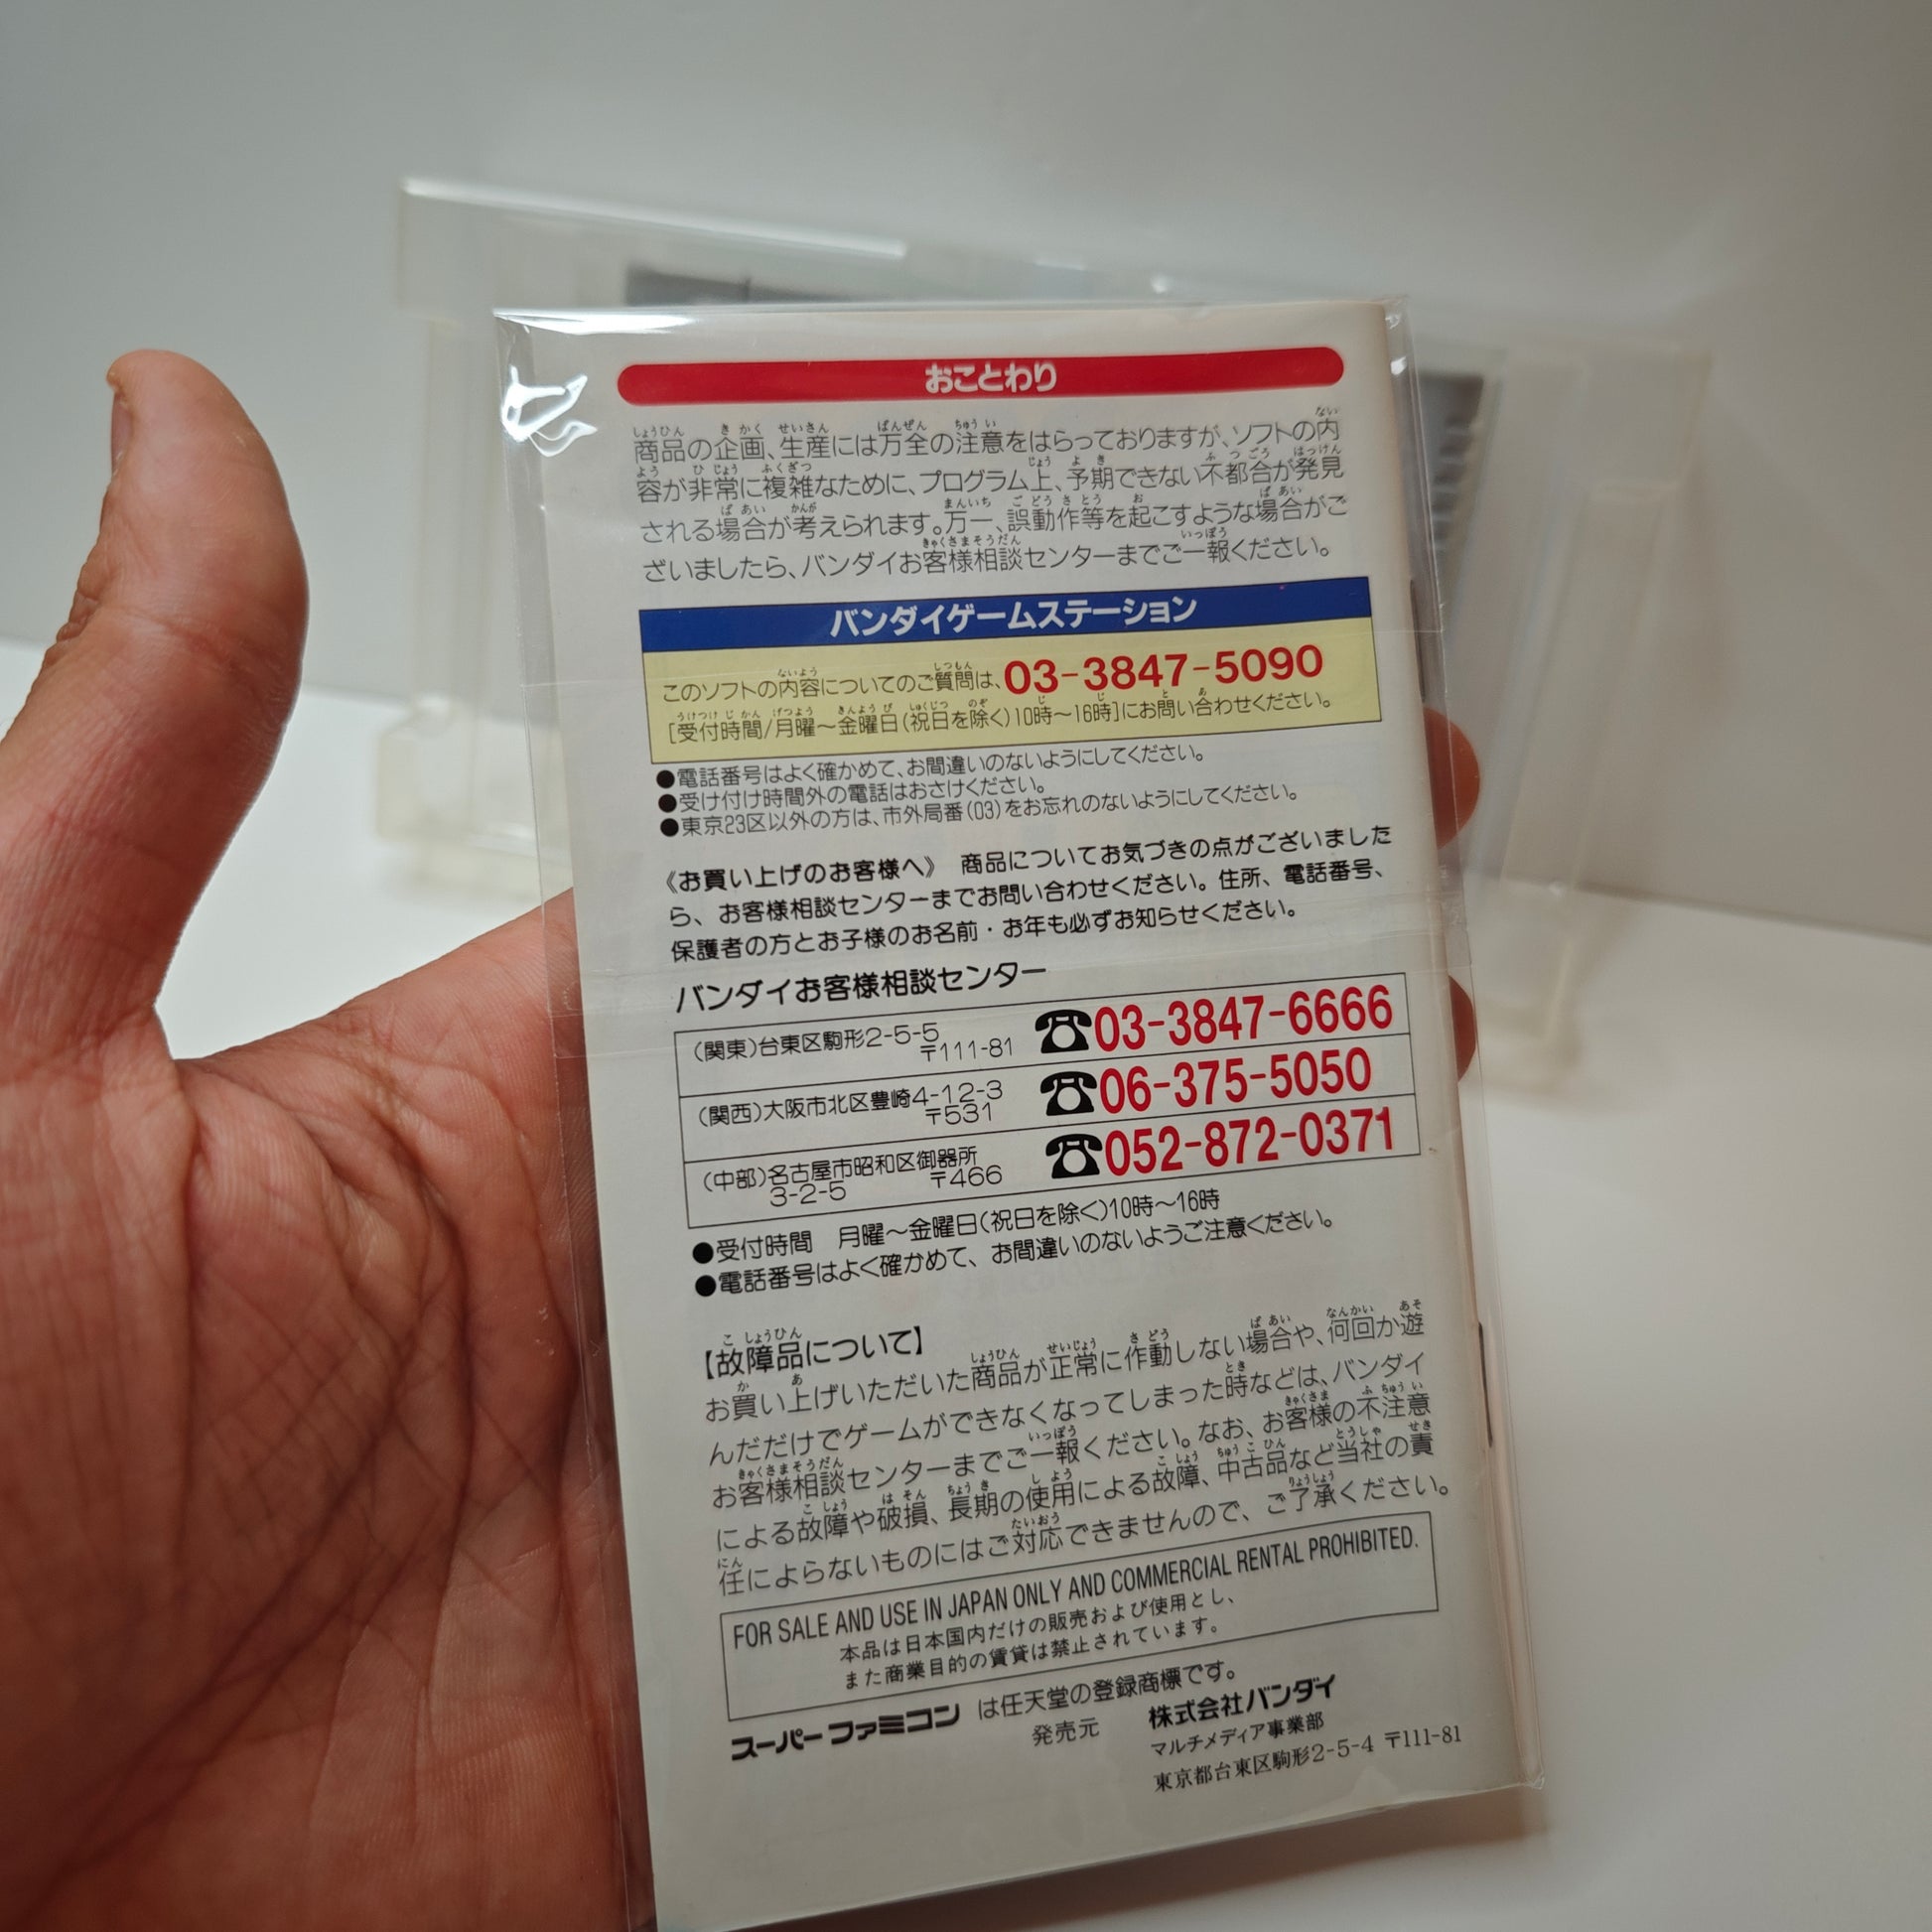 おことわり
商品の企画、生産には万全の注意をはらっておりますが、ソフトの内
容が非常に複雑なために、プログラム上、予期できない不都合が発見
される場合が考えられます。万一、誤動作等を起こすような場合がご
ざいましたら、バンダイお客様相談センターまでご一報ください。
バンダイゲームステーション
このソフトの内容についてのご質問は、03-3847-5090
[受付時間/月曜～金曜日(祝日を除く)10時～16時]にお問い合わせください。
●電話番号はよく確かめて、お間違いのないようにしてください。
●受け付け時間外の電話はおさけください。
●東京23区以外の方は、市外局番(03)をお忘れのないようにしてください。
《お買い上げのお客様へ》 商品についてお気づきの点がございました
ら、お客様相談センターまでお問い合わせください。住所、電話番号、
保護者の方とお子様のお名前・お年も必ずお知らせください。
バンダイお客様相談センター
(関東)台東区駒形2-5-5
〒111-81
☎03-3847-6666
(関西)大阪市北区豊崎4-12-3
〒531
☎06-375-5050
(中部)名古屋市昭和区御器所
3-2-5 〒466
☎052-872-0371
●受付時間 月曜～金曜日(祝日を除く)10時～16時
●電話番号はよく確かめて、お間違いのないようご注意ください。
【故障品について】
お買い上げいただいた商品が正常に作動しない場合や、何回か遊
んだだけでゲームができなくなってしまった時などは、バンダイ
お客様相談センターまでご一報ください。なお、お客様の不注意
による故障や破損、長期の使用による故障、中古品など当社の責
任によらないものにはご対応できませんので、ご了承ください。
FOR SALE AND USE IN JAPAN ONLY AND COMMERCIAL RENTAL PROHIBITED.
本品は日本国内だけの販売および使用とし、
また商業目的の賃貸は禁止されています。
スーパーファミコン は任天堂の登録商標です。
発売元 株式会社バンダイ
マルチメディア事業部
東京都台東区駒形2-5-4 〒111-81